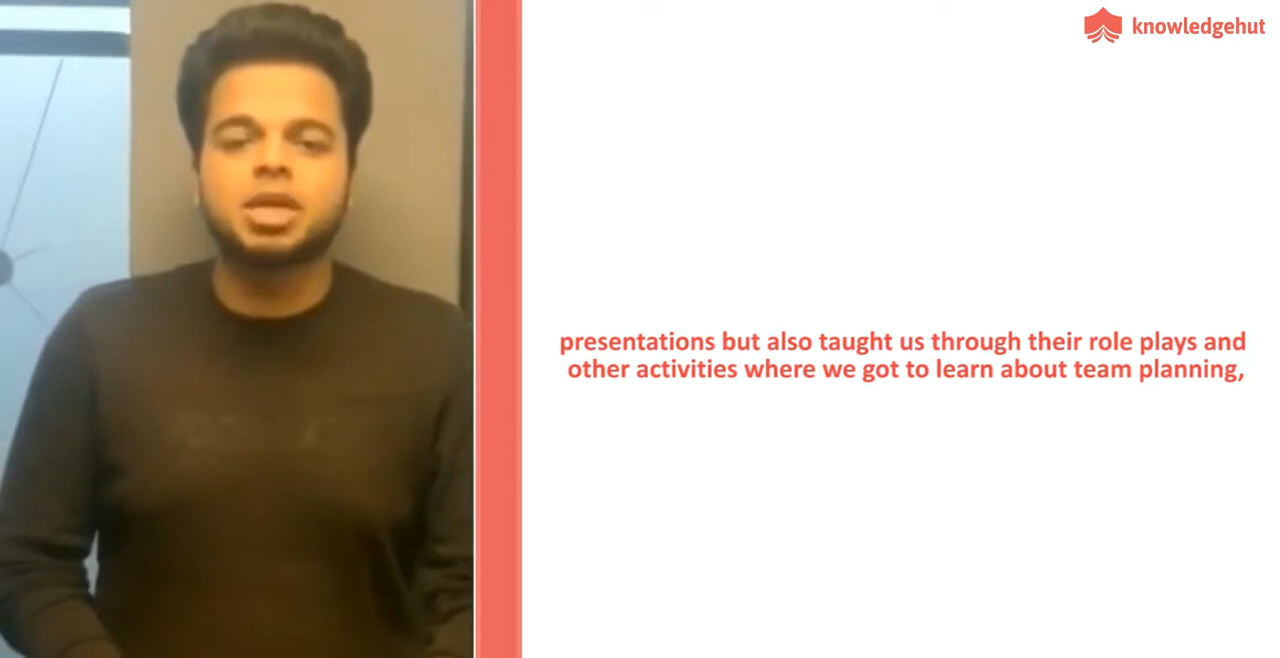 knowledgehut
presentations but also taught us through their role plays and
other activities where we got to learn about team planning,